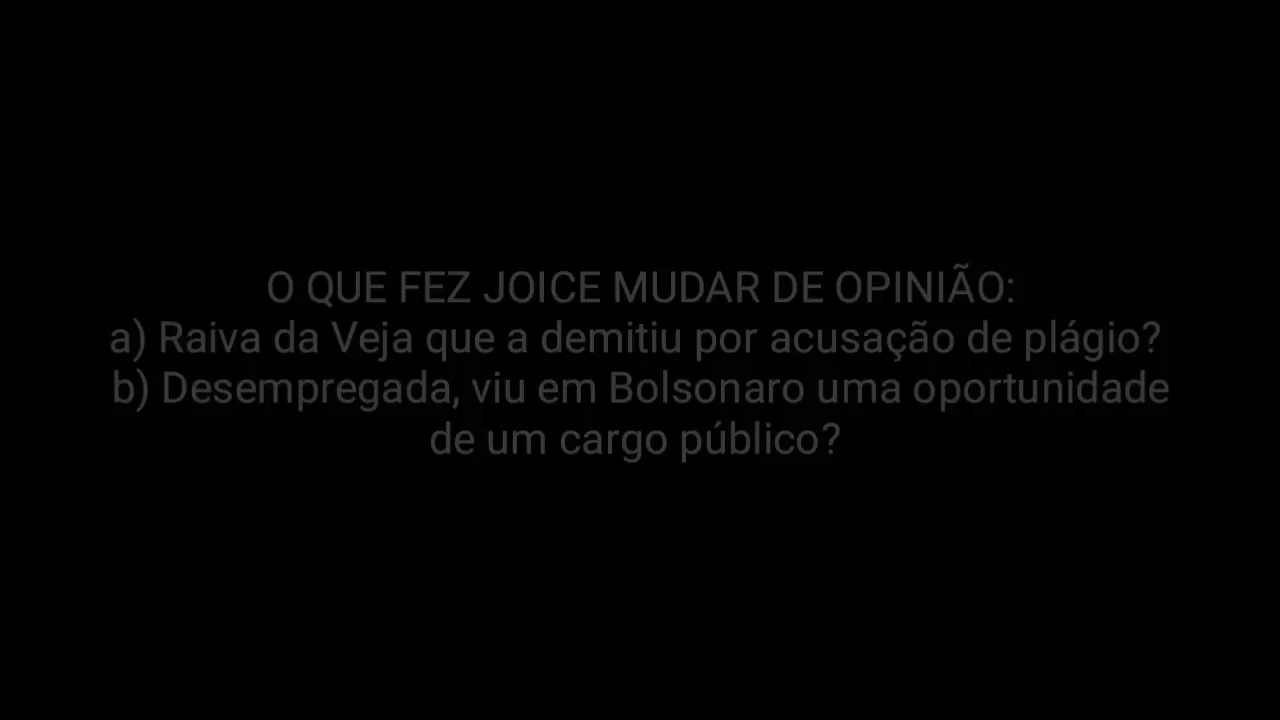 O QUE FEZ JOICE MUDAR DE OPINIÃO:
a) Raiva da Veja que a demitiu por acusação de plágio?
b) Desempregada, viu em Bolsonaro uma oportunidade
de um cargo público?